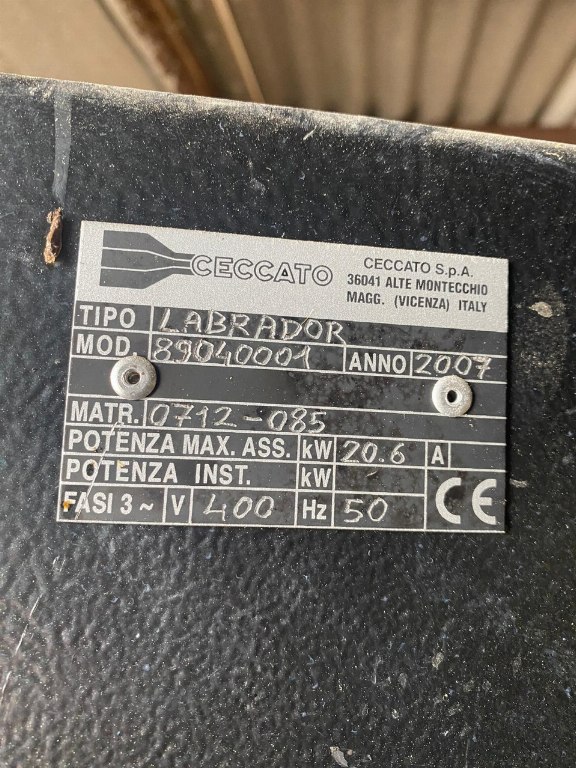 CECCATO
CECCATO S.p.A.
36041 ALTE MONTECCHIO
MAGG. (VICENZA) ITALY
TIPO LABRADOR
MOD. 89040001 ANNO 2007
MATR. 0712-085
POTENZA MAX. ASS. kW 20.6 A
POTENZA INST. kW
FASI 3 ~ V 400 Hz 50
CE